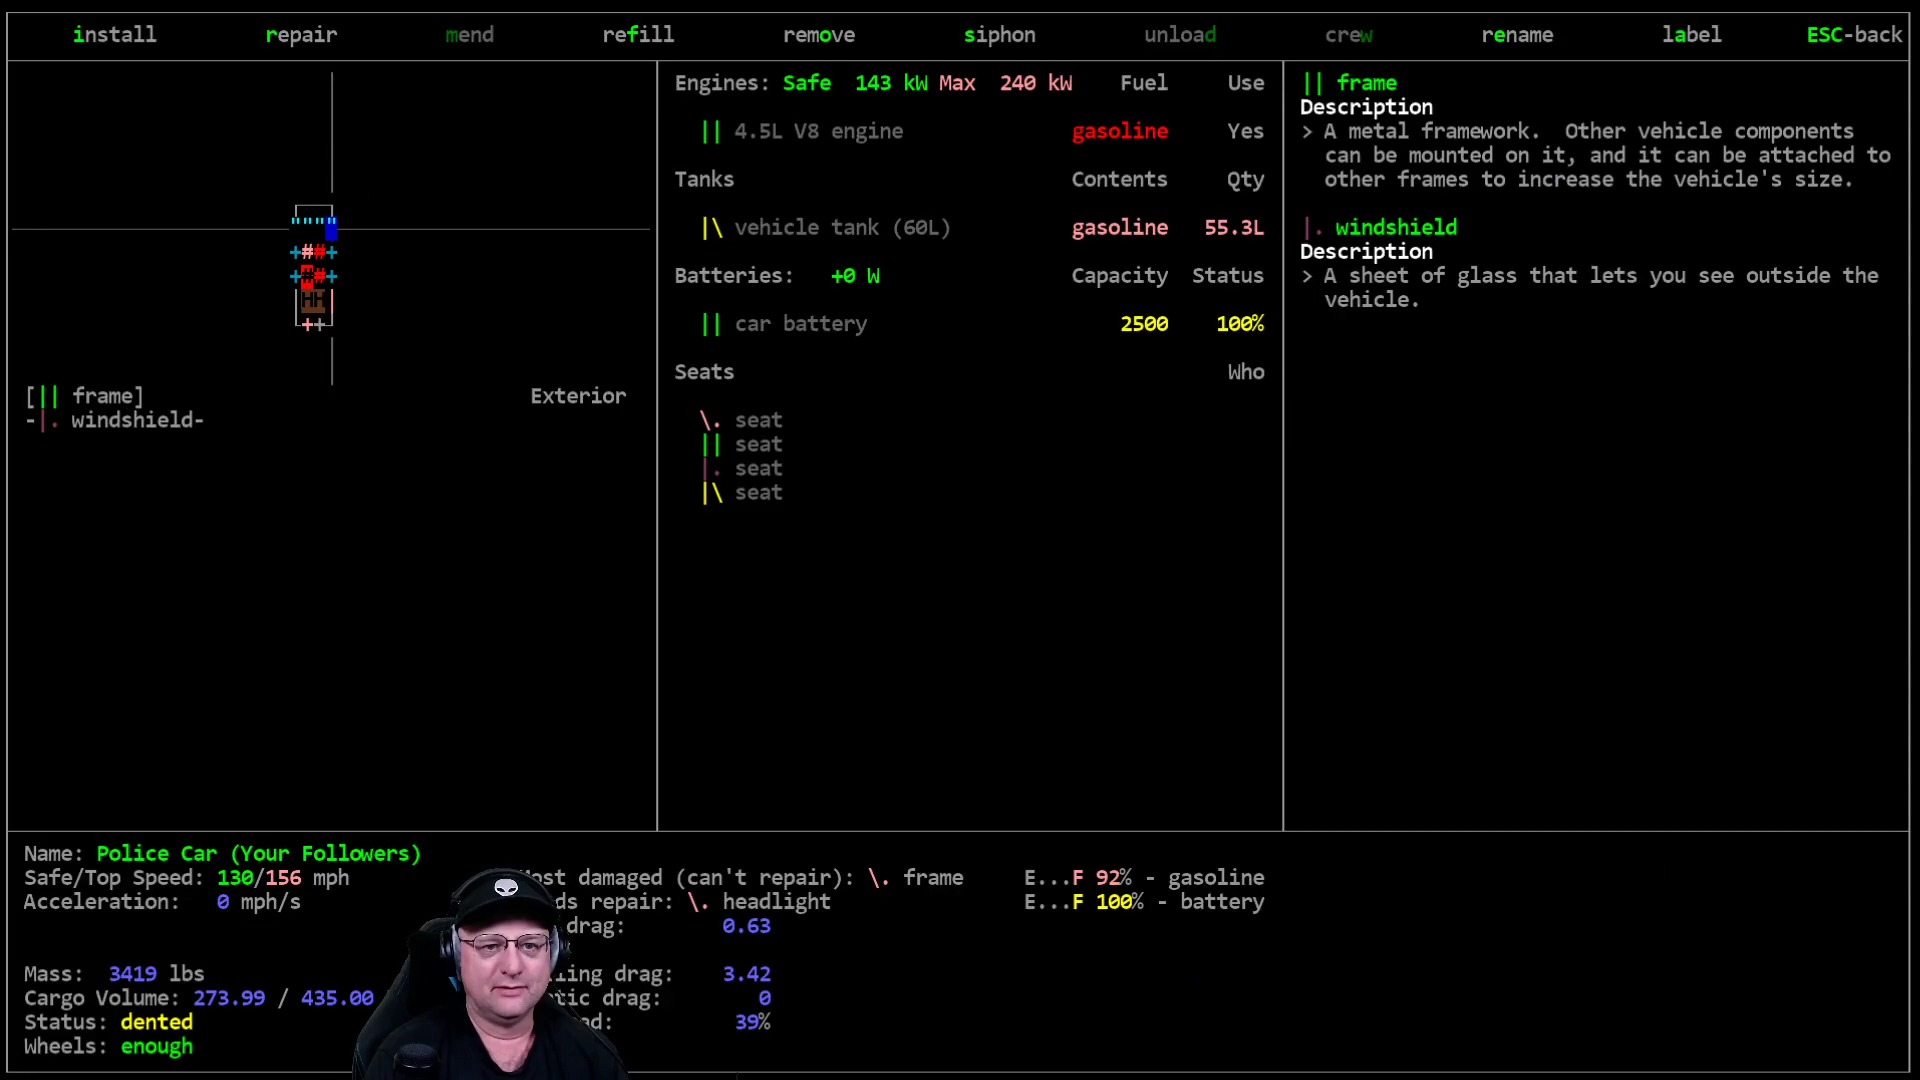 install repair mend refill remove siphon unload crew rename label ESC-back
Engines: Safe 143 kW Max 240 kW Fuel Use
|| 4.5L V8 engine gasoline Yes
Tanks Contents Qty
|\ vehicle tank (60L) gasoline 55.3L
Batteries: +0 W Capacity Status
|| car battery 2500 100%
Seats Who
\. seat
|| seat
|. seat
|\ seat
|| frame
Description
> A metal framework. Other vehicle components
can be mounted on it, and it can be attached to
other frames to increase the vehicle's size.
|. windshield
Description
> A sheet of glass that lets you see outside the
vehicle.
[|| frame] Exterior
-|. windshield-
Name: Police Car (Your Followers)
Safe/Top Speed: 130/156 mph
Acceleration: 0 mph/s
Mass: 3419 lbs
Cargo Volume: 273.99 / 435.00
Status: dented
Wheels: enough
damaged (can't repair): \. frame
repair: \. headlight
drag: 0.63
drag: 3.42
drag: 0
39%
E...F 92% - gasoline
E...F 100% - battery